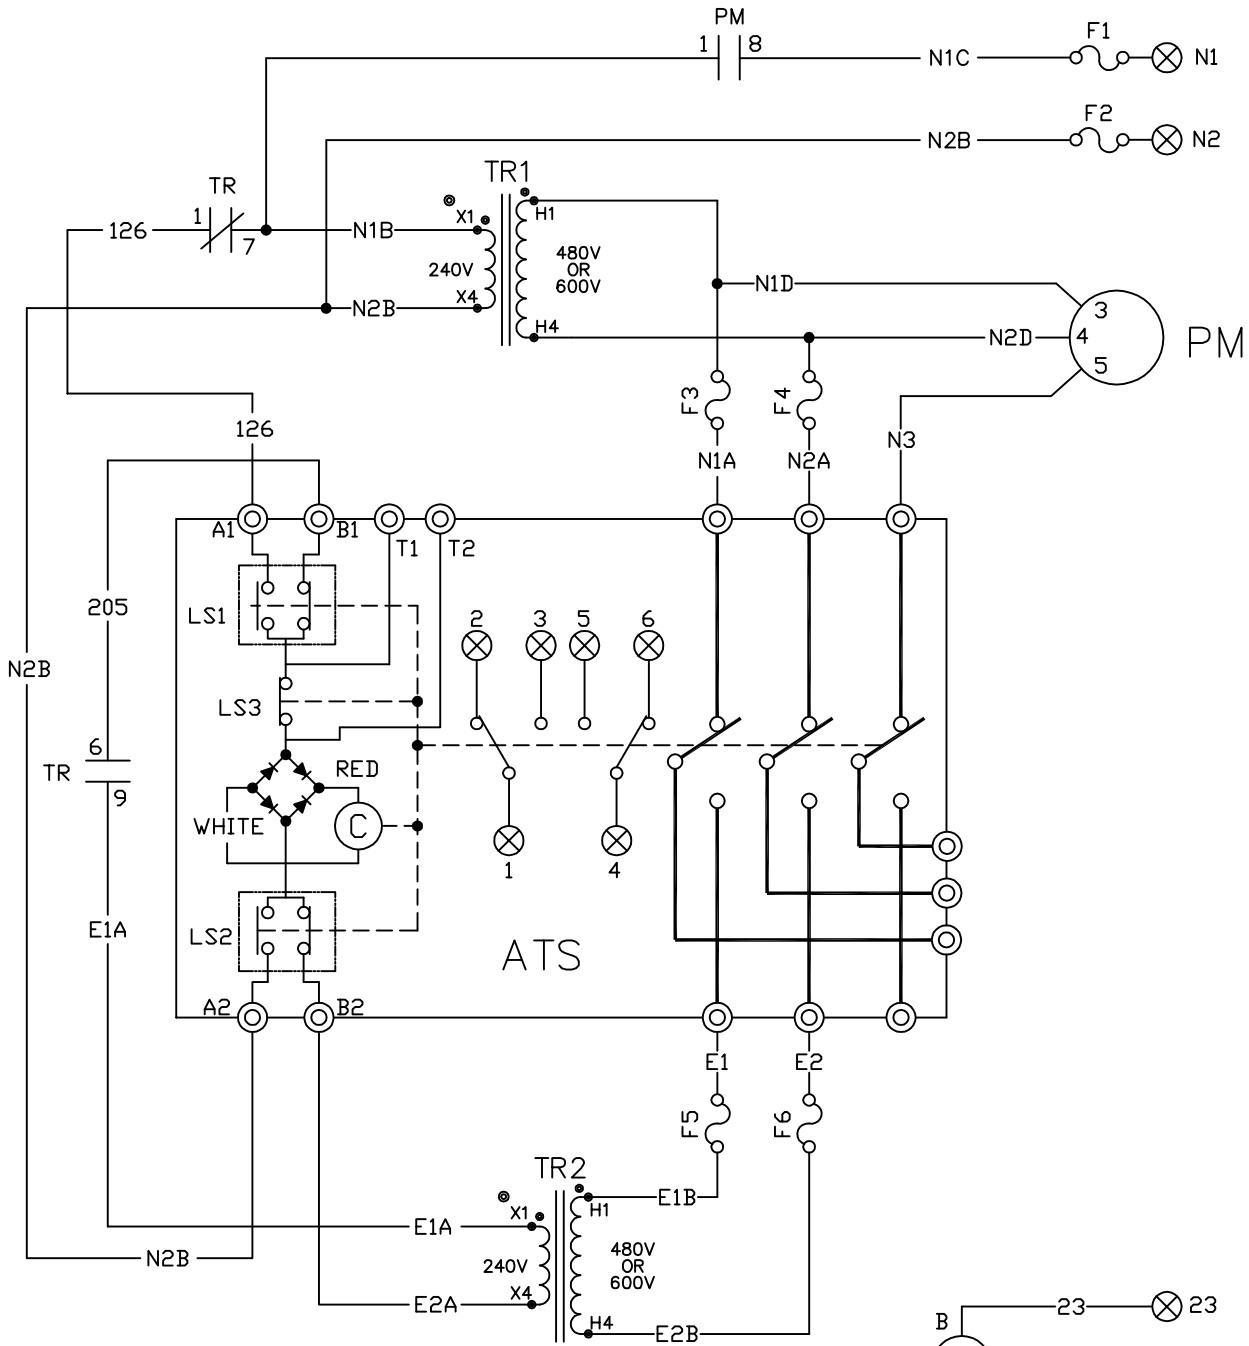 PM
1 8
F1
N1C
N1
F2
N2B
N2
TR1
TR
1
7
126
N1B
X1
H1
240V
480V
OR
600V
N2B
X4
H4
N1D
3
N2D
4
5
PM
F3
F4
126
N1A
N2A
N3
A1
B1
T1
T2
205
LS1
2
3
5
6
N2B
LS3
6
TR
9
RED
WHITE
C
1
4
E1A
LS2
ATS
A2
B2
E1
E2
F5
F6
TR2
X1
H1
E1B
E1A
240V
480V
OR
600V
N2B
X4
H4
E2A
E2B
B
23
23